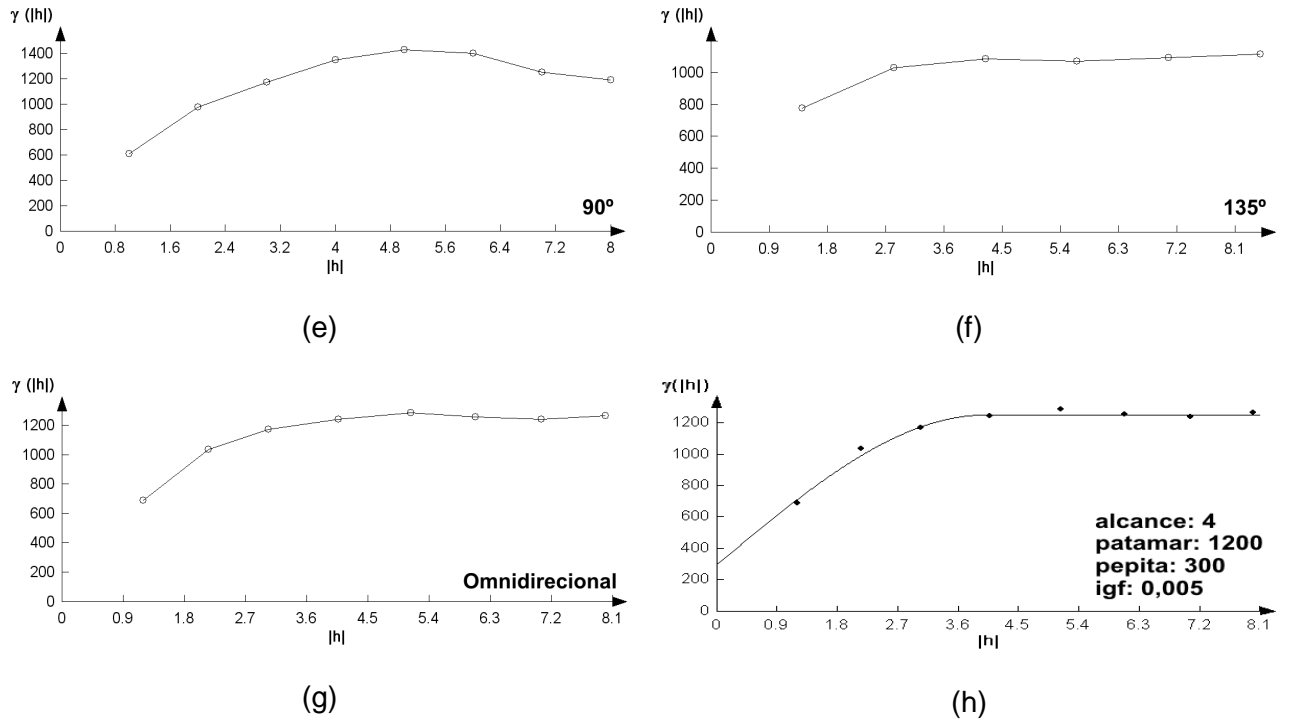 γ (|h|)
1400
1200
1000
800
600
400
200
0
0 0.8 1.6 2.4 3.2 4 4.8 5.6 6.4 7.2 8
|h|
90º
(e)
γ (|h|)
1000
800
600
400
200
0
0 0.9 1.8 2.7 3.6 4.5 5.4 6.3 7.2 8.1
|h|
135º
(f)
γ (|h|)
1200
1000
800
600
400
200
0
0 0.9 1.8 2.7 3.6 4.5 5.4 6.3 7.2 8.1
|h|
Omnidirecional
(g)
γ(|h|)
1200
1000
800
600
400
200
0
0 0.9 1.8 2.7 3.6 4.5 5.4 6.3 7.2 8.1
|h|
alcance: 4
patamar: 1200
pepita: 300
igf: 0,005
(h)